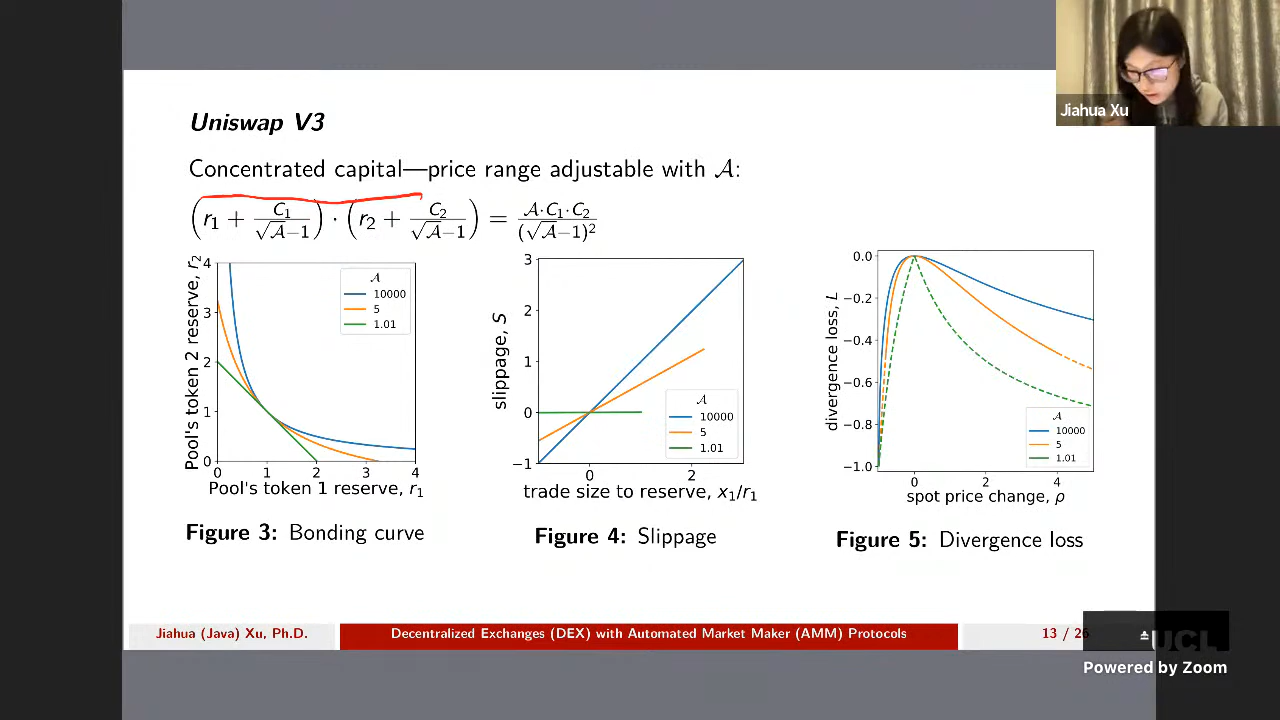 Jiahua Xu
Uniswap V3
Concentrated capital—price range adjustable with 𝒜:
(r₁ + C₁/(√𝒜−1)) · (r₂ + C₂/(√𝒜−1)) = 𝒜·C₁·C₂/(√𝒜−1)²
Pool's token 2 reserve, r₂
4
3
2
1
0
0 1 2 3 4
𝒜
10000
5
1.01
Pool's token 1 reserve, r₁
Figure 3: Bonding curve
slippage, S
3
2
1
0
−1
0 2
𝒜
10000
5
1.01
trade size to reserve, x₁/r₁
Figure 4: Slippage
divergence loss, L
0.0
−0.2
−0.4
−0.6
−0.8
−1.0
0 2 4
𝒜
10000
5
1.01
spot price change, ρ
Figure 5: Divergence loss
Jiahua (Java) Xu, Ph.D.
Decentralized Exchanges (DEX) with Automated Market Maker (AMM) Protocols
13 / 26
UCL
Powered by Zoom